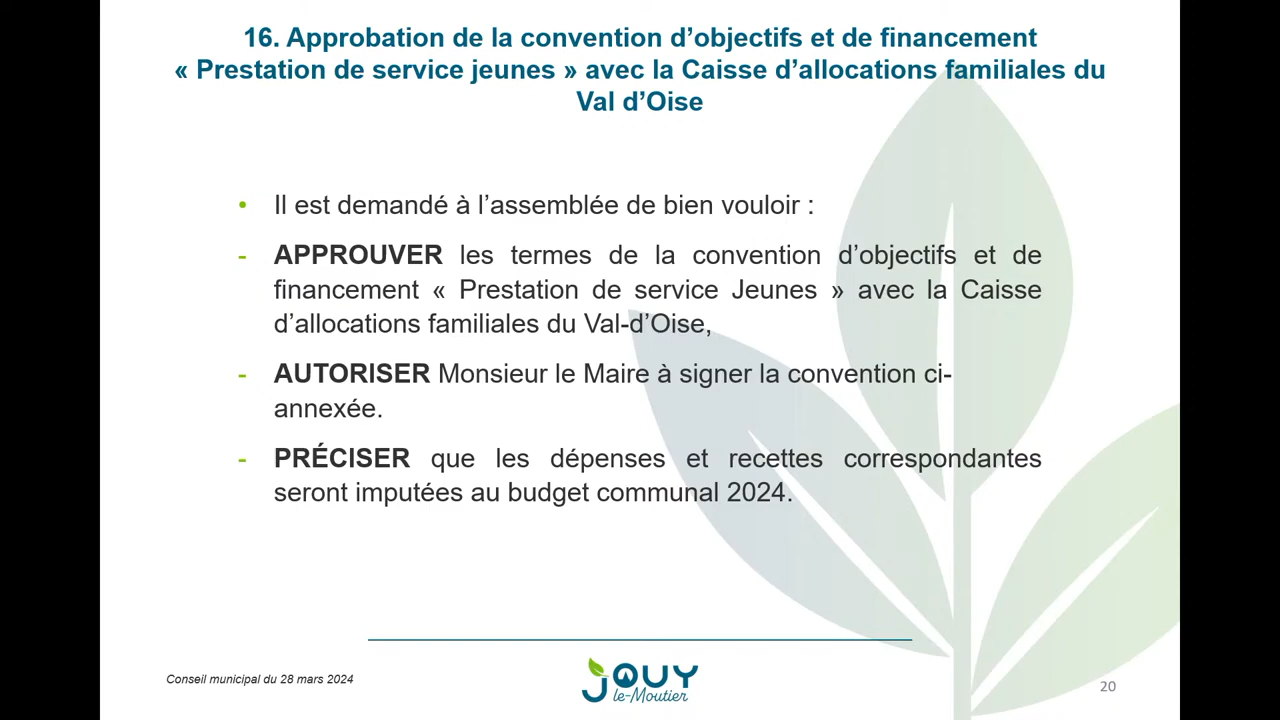 16. Approbation de la convention d’objectifs et de financement
« Prestation de service jeunes » avec la Caisse d’allocations familiales du
Val d’Oise
• Il est demandé à l’assemblée de bien vouloir :
- APPROUVER les termes de la convention d’objectifs et de
financement « Prestation de service Jeunes » avec la Caisse
d’allocations familiales du Val-d’Oise,
- AUTORISER Monsieur le Maire à signer la convention ci-
annexée.
- PRÉCISER que les dépenses et recettes correspondantes
seront imputées au budget communal 2024.
Conseil municipal du 28 mars 2024
JOUY
le-Moutier
20